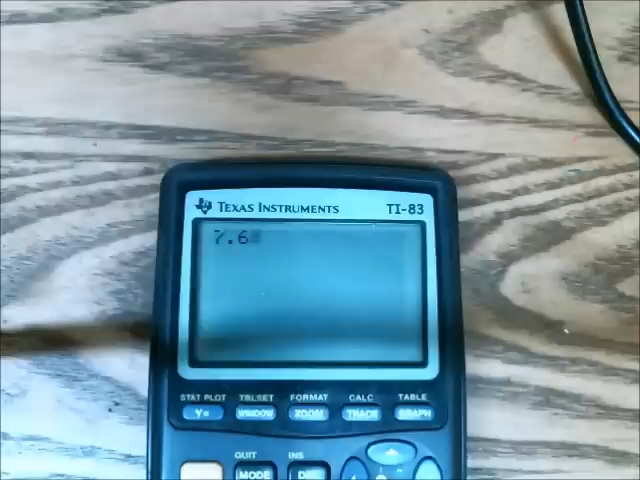 TEXAS INSTRUMENTS TI-83
7.6
STAT PLOT TBLSET FORMAT CALC TABLE
Y= WINDOW ZOOM TRACE GRAPH
QUIT INS
MODE DEL